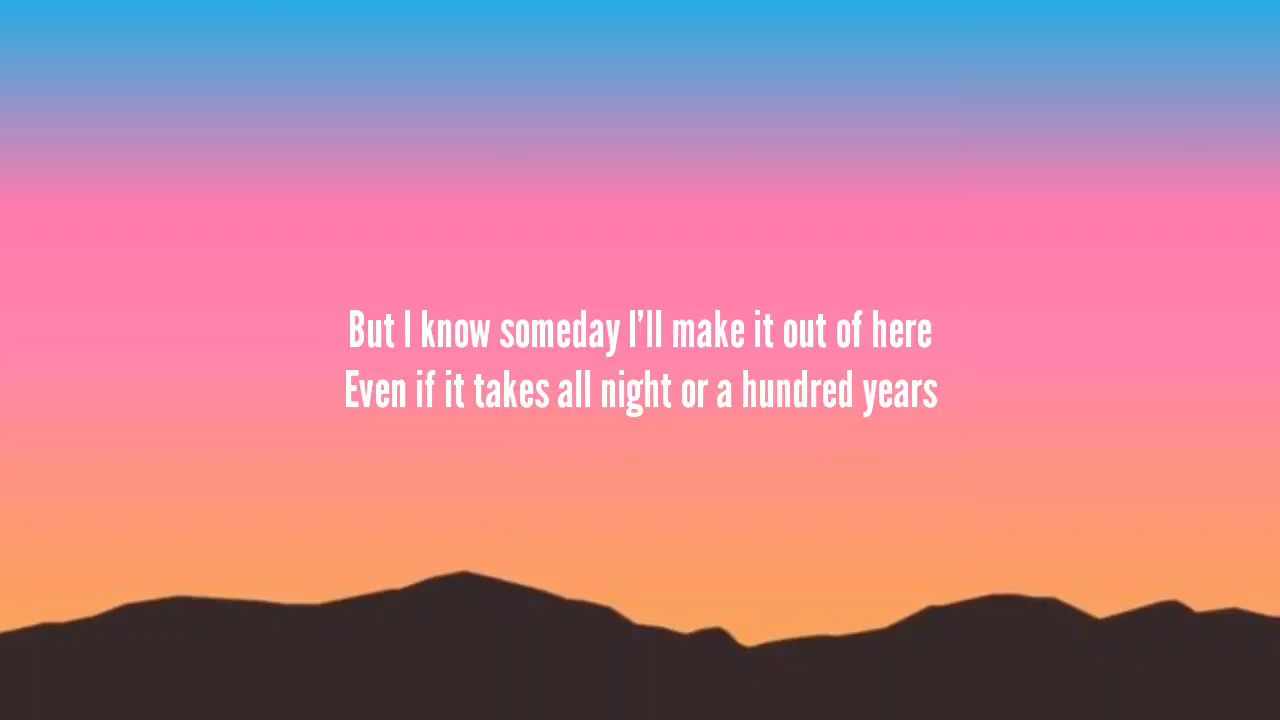 But I know someday I’ll make it out of here
Even if it takes all night or a hundred years